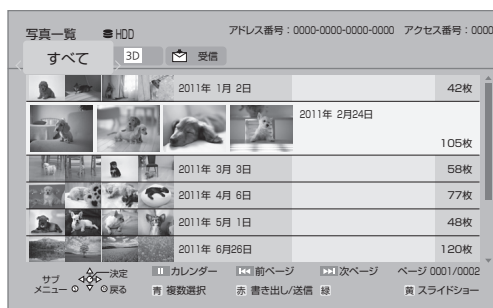 写真一覧 HDD アドレス番号：0000-0000-0000-0000 アクセス番号：0000
すべて 3D 受信
2011年 1月 2日 42枚
2011年 2月24日
105枚
2011年 3月 3日 58枚
2011年 4月 6日 77枚
2011年 5月 1日 48枚
2011年 6月26日 120枚
サブメニュー 決定 戻る カレンダー 前ページ 次ページ ページ 0001/0002
青 複数選択 赤 書き出し/送信 緑 黄 スライドショー